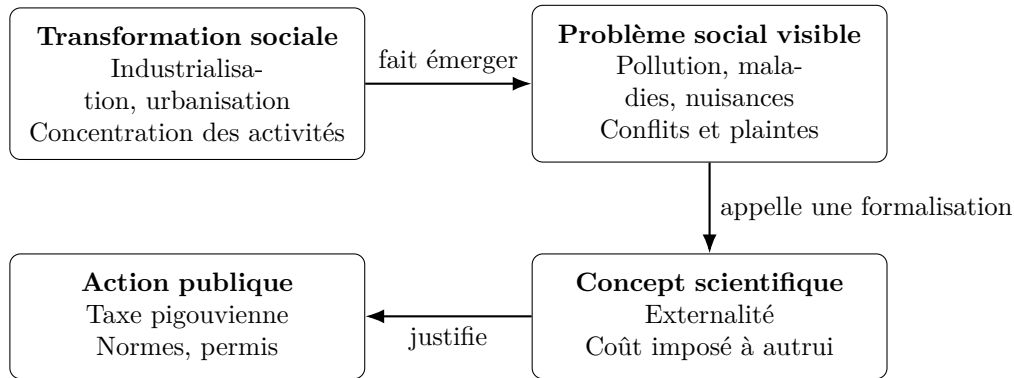 Transformation sociale
Industrialisa-
tion, urbanisation
Concentration des activités
fait émerger
Problème social visible
Pollution, mala-
dies, nuisances
Conflits et plaintes
appelle une formalisation
Concept scientifique
Externalité
Coût imposé à autrui
justifie
Action publique
Taxe pigouvienne
Normes, permis